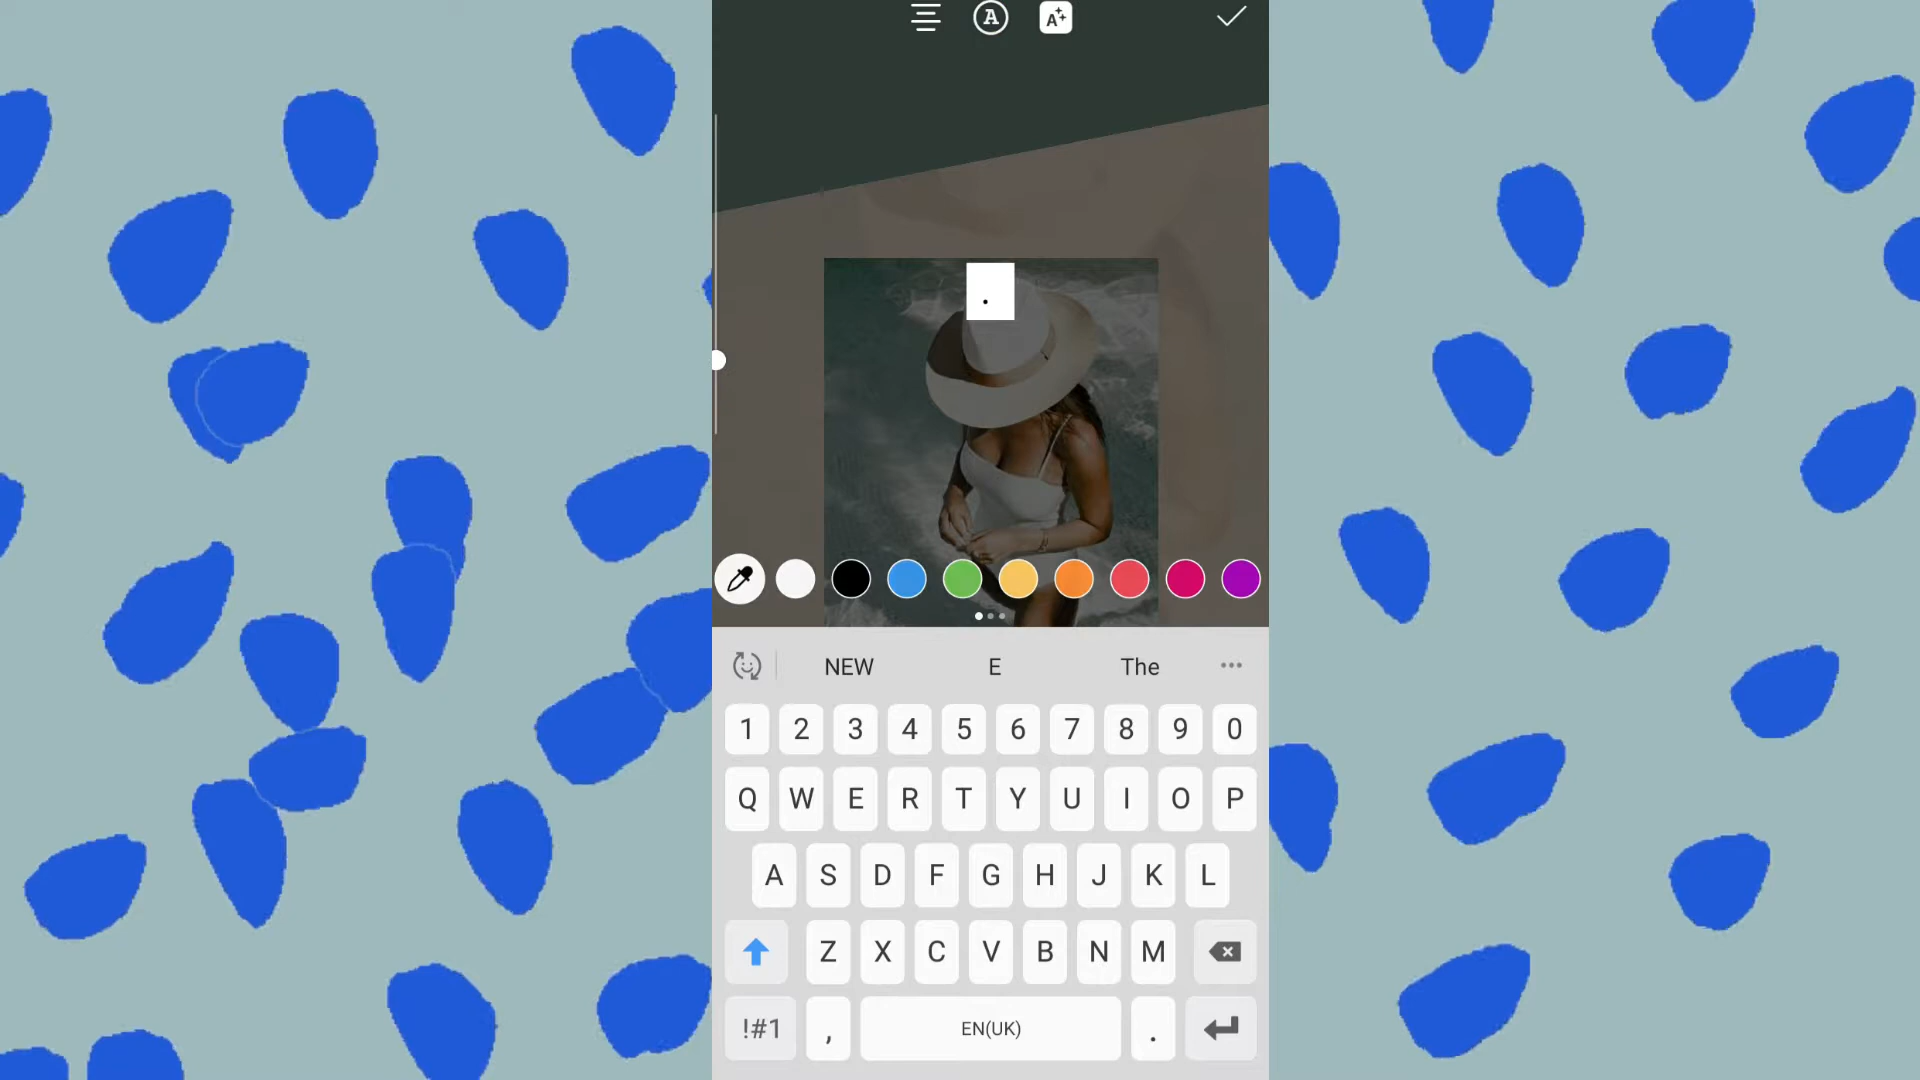 A A
.
NEW E The
1 2 3 4 5 6 7 8 9 0
Q W E R T Y U I O P
A S D F G H J K L
Z X C V B N M
!#1 , EN(UK) .